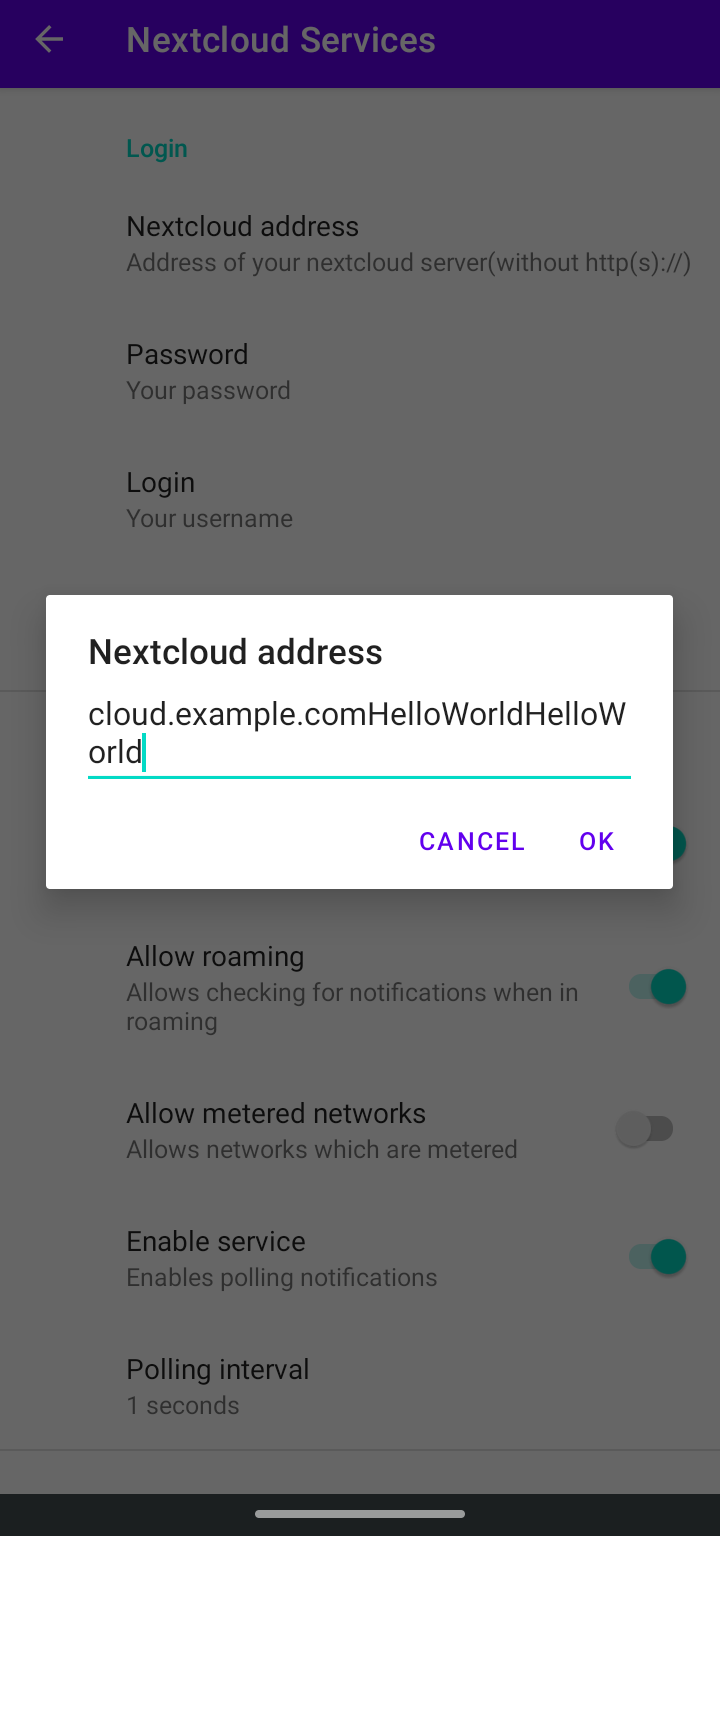 Nextcloud Services
Login
Nextcloud address
Address of your nextcloud server(without http(s)://)
Password
Your password
Login
Your username
Nextcloud address
cloud.example.comHelloWorldHelloW
orld
CANCEL OK
Allow roaming
Allows checking for notifications when in
roaming
Allow metered networks
Allows networks which are metered
Enable service
Enables polling notifications
Polling interval
1 seconds